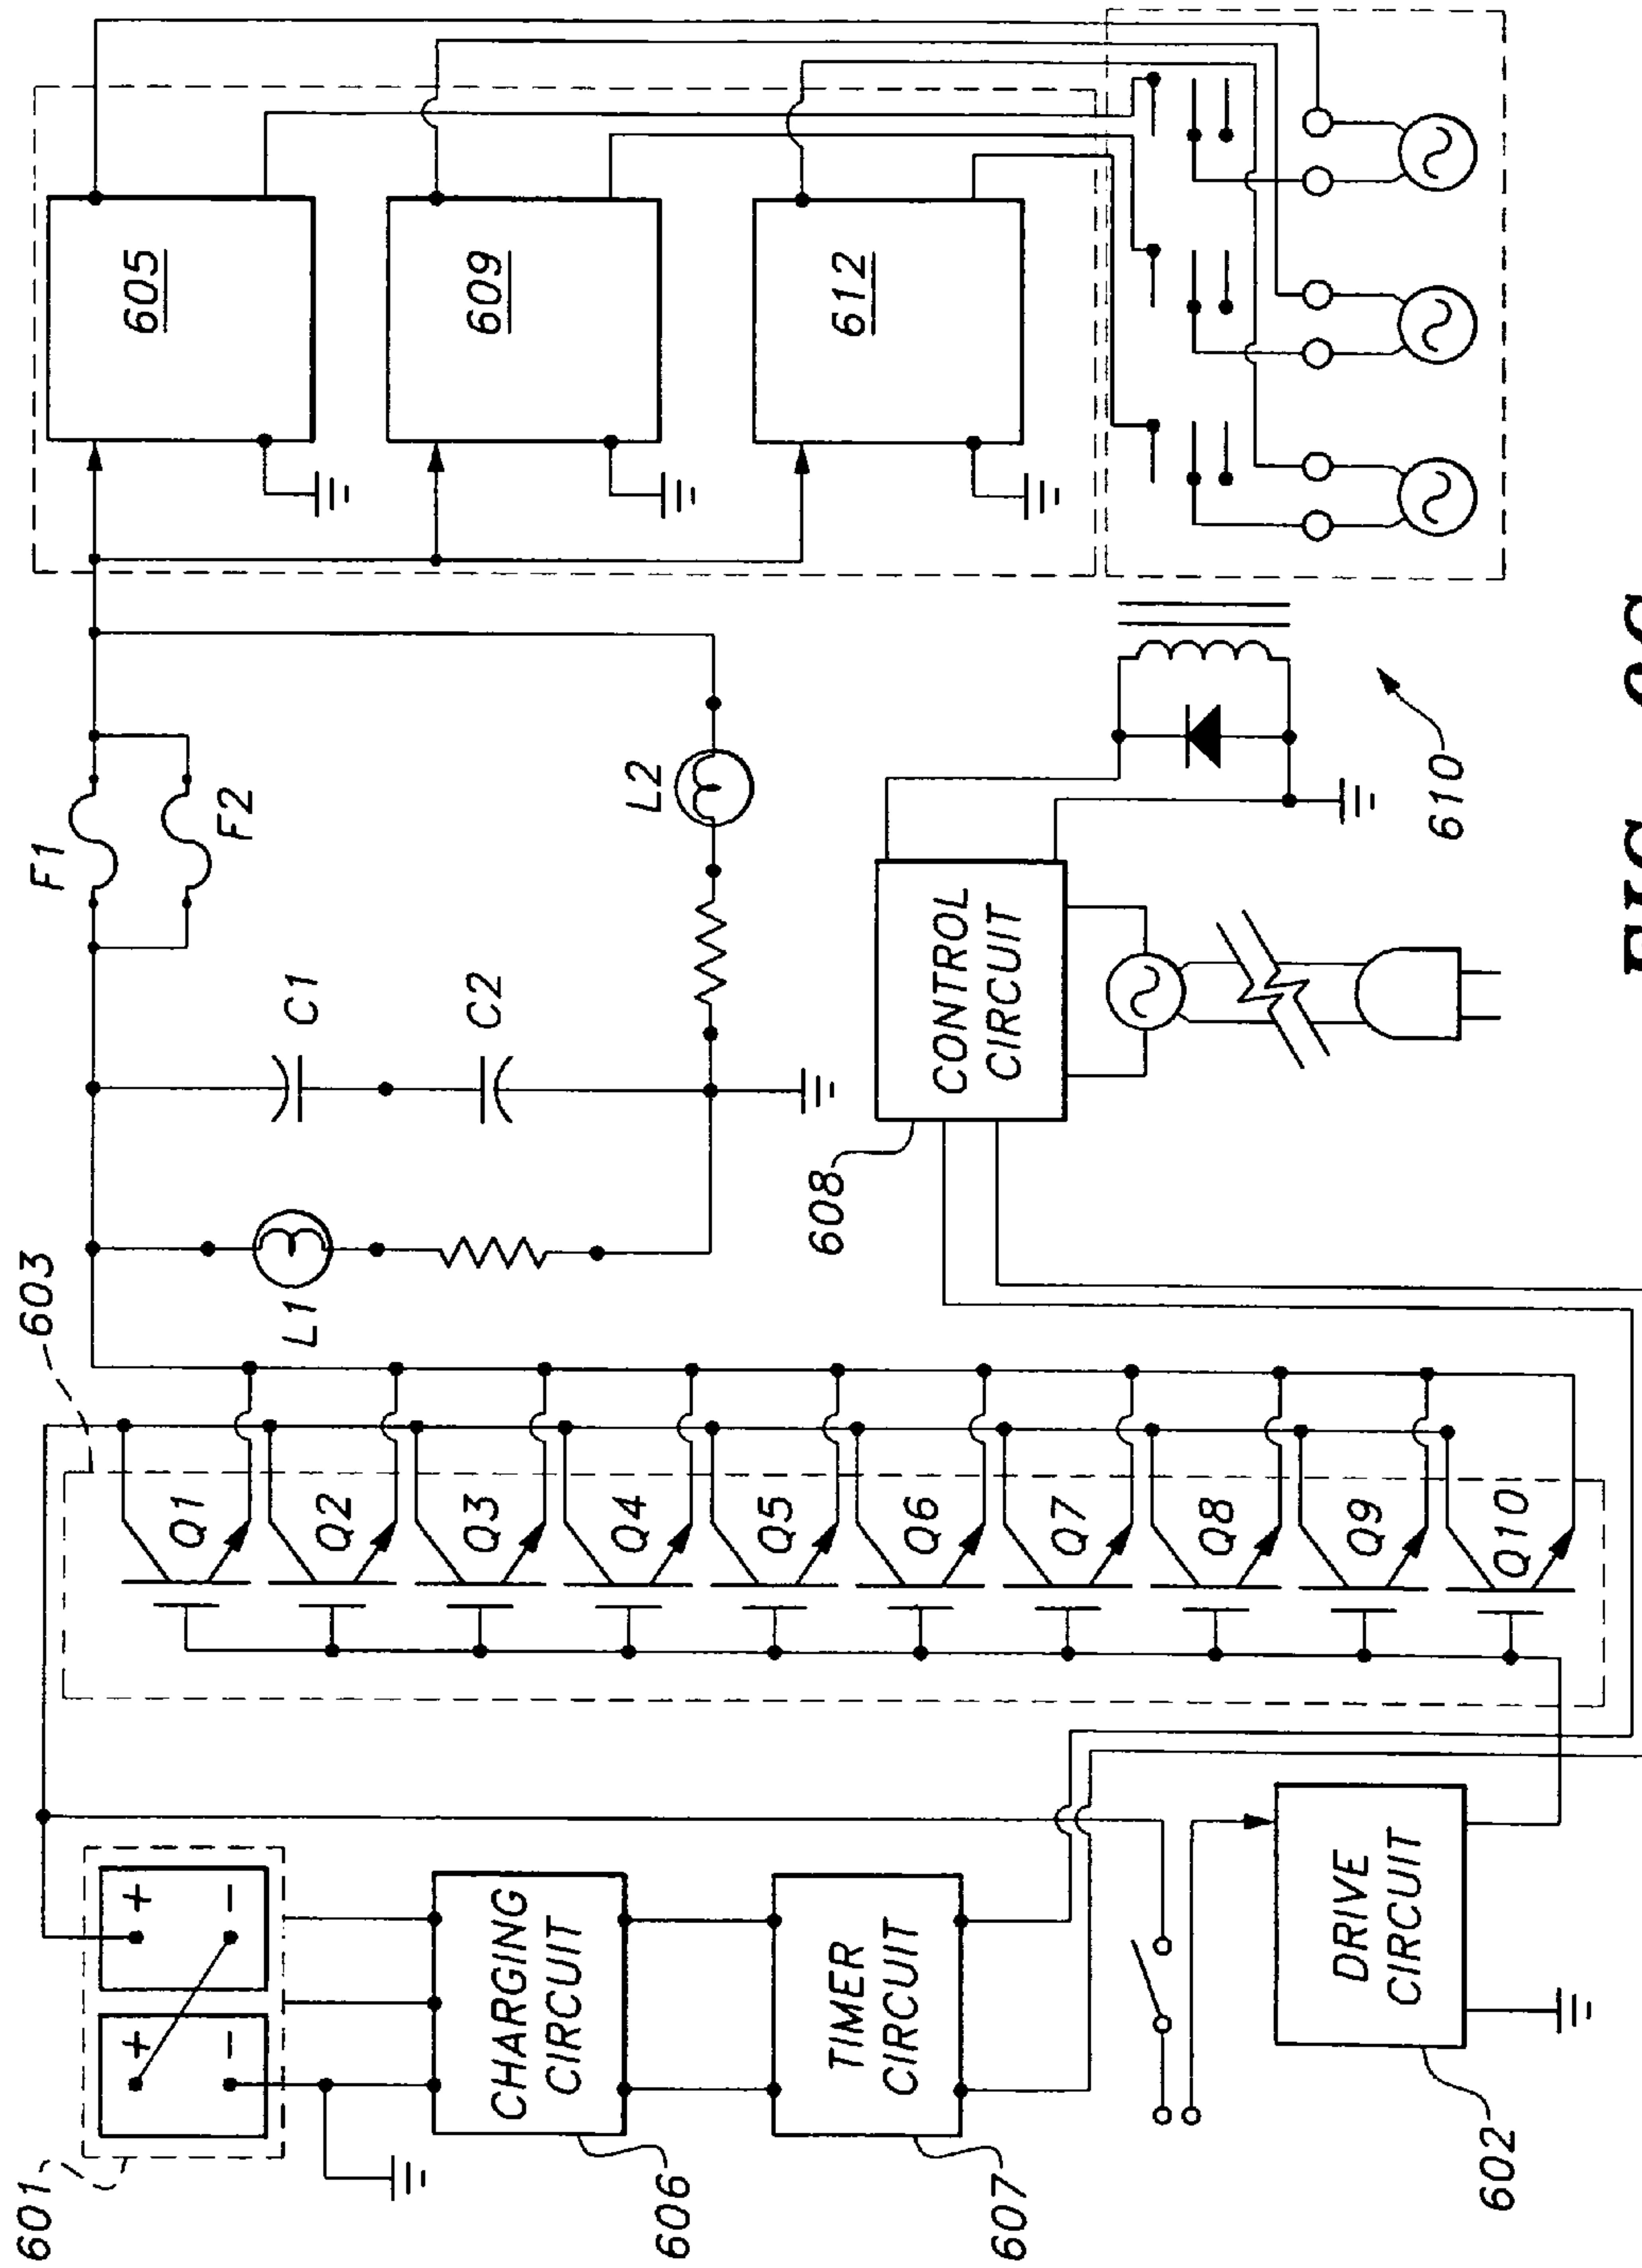 601
+
-
+
-
606
CHARGING
CIRCUIT
607
TIMER
CIRCUIT
602
DRIVE
CIRCUIT
603
Q1
Q2
Q3
Q4
Q5
Q6
Q7
Q8
Q9
Q10
L1
C1
C2
F1
F2
L2
608
CONTROL
CIRCUIT
610
605
609
612